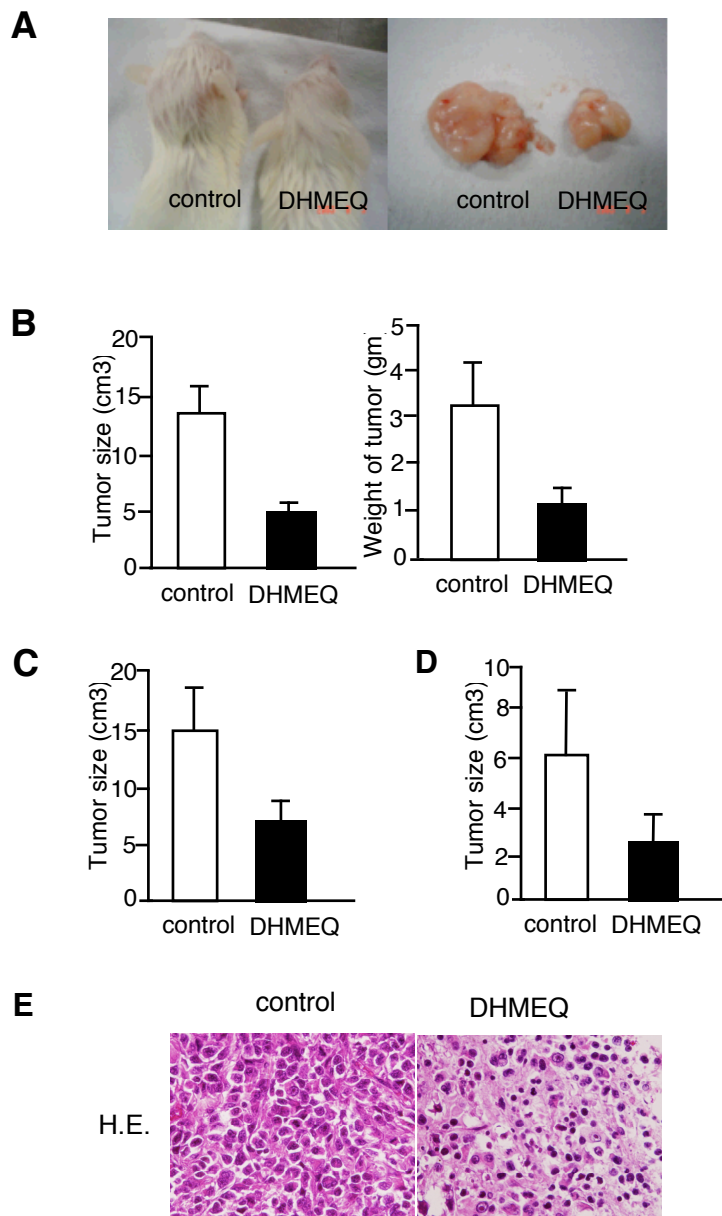 A
control DHMEQ
control DHMEQ
B
Tumor size (cm3)
20
15
10
5
0
control DHMEQ
Weight of tumor (gm
5
4
3
2
1
0
control DHMEQ
C
Tumor size (cm3)
20
15
10
5
0
control DHMEQ
D
Tumor size (cm3)
10
8
6
4
2
0
control DHMEQ
E
control
DHMEQ
H.E.